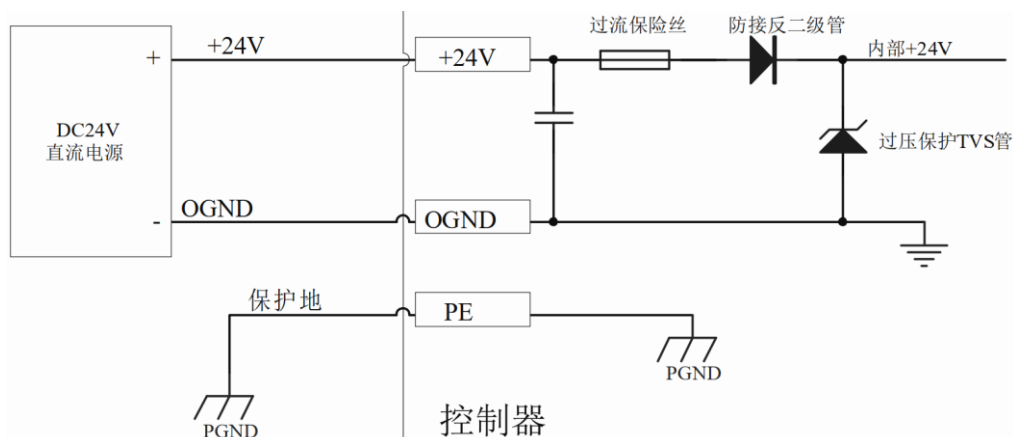 过流保险丝
防接反二级管
+24V
+
+24V
内部+24V
DC24V
直流电源
过压保护TVS管
-
OGND
OGND
保护地
PE
PGND
PGND
控制器